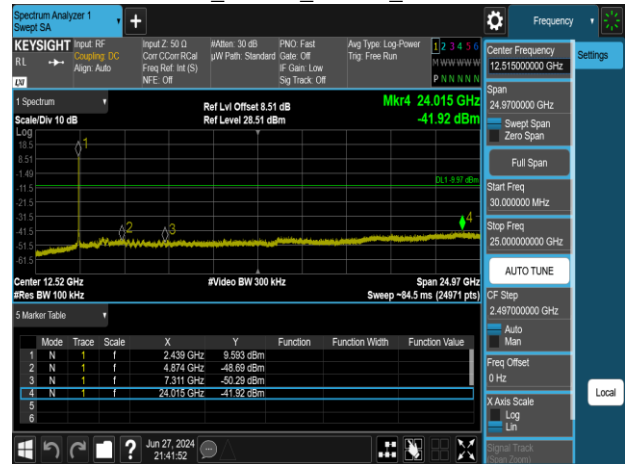 Spectrum Analyzer 1
Swept SA
+
Frequency
KEYSIGHT
RL
Input: RF
Coupling: DC
Align: Auto
Input Z: 50 Ω
Corr CCorr RCal
Freq Ref: Int (S)
NFE: Off
#Atten: 30 dB
µW Path: Standard
PNO: Fast
Gate: Off
IF Gain: Low
Sig Track: Off
Avg Type: Log-Power
Trig: Free Run
1 2 3 4 5 6
M W W W W W
P N N N N N
1 Spectrum
Scale/Div 10 dB
Log
Ref Lvl Offset 8.51 dB
Ref Level 28.51 dBm
Mkr4 24.015 GHz
-41.92 dBm
18.5
8.51
-1.49
-11.5
-21.5
-31.5
-41.5
-51.5
-61.5
1
2
3
4
DL1 -9.97 dBm
Center 12.52 GHz
#Res BW 100 kHz
#Video BW 300 kHz
Span 24.97 GHz
Sweep ~84.5 ms (24971 pts)
5 Marker Table
Mode Trace Scale X Y Function Function Width Function Value
1 N 1 f 2.439 GHz 9.593 dBm
2 N 1 f 4.874 GHz -48.69 dBm
3 N 1 f 7.311 GHz -50.29 dBm
4 N 1 f 24.015 GHz -41.92 dBm
5
6
Jun 27, 2024
21:41:52
Center Frequency
12.515000000 GHz
Span
24.9700000 GHz
Swept Span
Zero Span
Full Span
Start Freq
30.000000 MHz
Stop Freq
25.000000000 GHz
AUTO TUNE
CF Step
2.497000000 GHz
Auto
Man
Freq Offset
0 Hz
X Axis Scale
Log
Lin
Signal Track
(Span Zoom)
Settings
Local